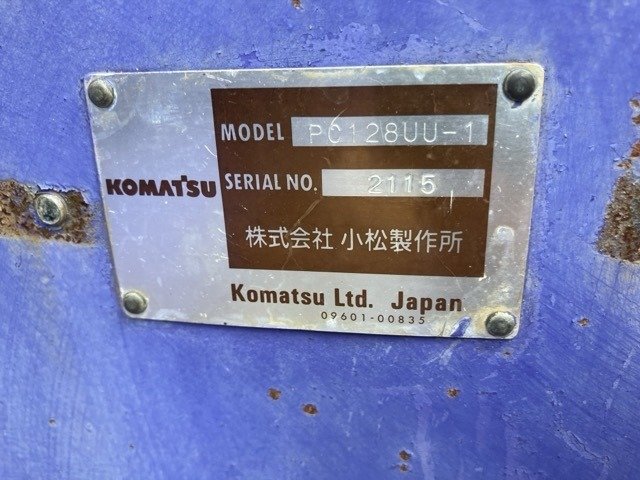 MODEL PC128UU-1
KOMATSU SERIAL NO. 2115
株式会社 小松製作所
Komatsu Ltd. Japan
09601-00835